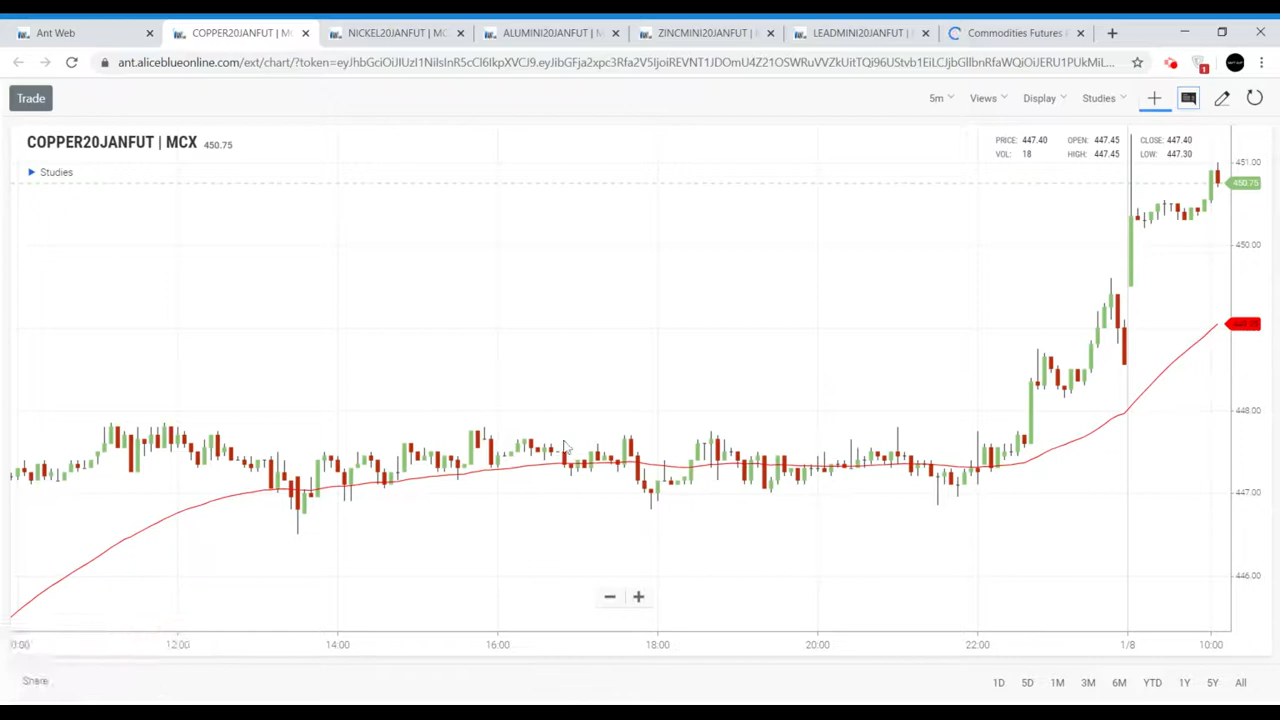 Ant Web
COPPER20JANFUT | MC
NICKEL20JANFUT | MC
ALUMINI20JANFUT | M
ZINCMINI20JANFUT |
LEADMINI20JANFUT |
Commodities Futures
Trade
5m Views Display Studies
COPPER20JANFUT | MCX 450.75
PRICE: 447.40 OPEN: 447.45 CLOSE: 447.40
VOL: 18 HIGH: 447.45 LOW: 447.30
Studies
451.00
450.75
450.00
448.00
447.00
446.00
12:00 14:00 16:00 18:00 20:00 22:00 1/8 10:00
Share
1D 5D 1M 3M 6M YTD 1Y 5Y All